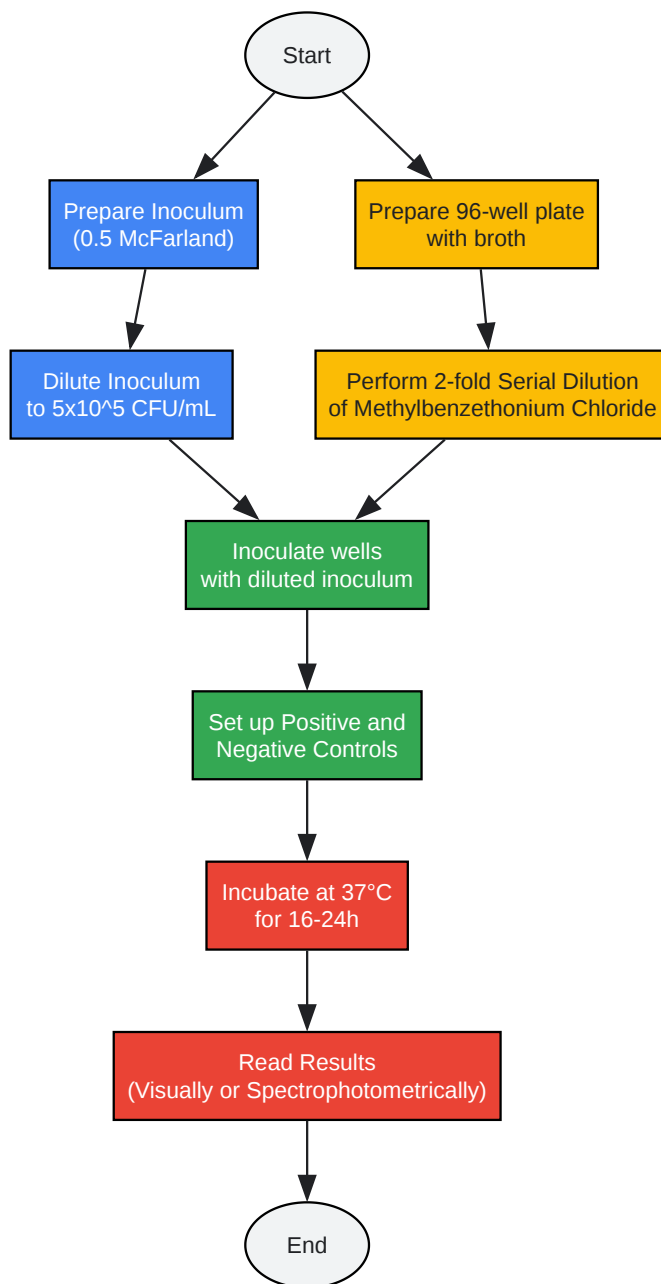 Start
Prepare Inoculum
(0.5 McFarland)
Prepare 96-well plate
with broth
Dilute Inoculum
to 5x10^5 CFU/mL
Perform 2-fold Serial Dilution
of Methylbenzethonium Chloride
Inoculate wells
with diluted inoculum
Set up Positive and
Negative Controls
Incubate at 37°C
for 16-24h
Read Results
(Visually or Spectrophotometrically)
End